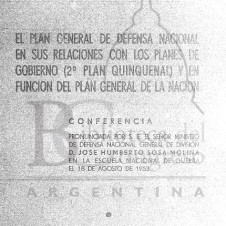 EL PLAN GENERAL DE DEFENSA NACIONAL
EN SUS RELACIONES CON LOS PLANES DE
GOBIERNO (2º PLAN QUINQUENAL) Y EN
FUNCION DEL PLAN GENERAL DE LA NACION
CONFERENCIA
PRONUNCIADA POR S. E. EL SEÑOR MINISTRO
DE DEFENSA NACIONAL GENERAL DE DIVISION
D. JOSE HUMBERTO SOSA MOLINA
EN LA ESCUELA NACIONAL DE GUERRA
EL 18 DE AGOSTO DE 1953
ARGENTINA